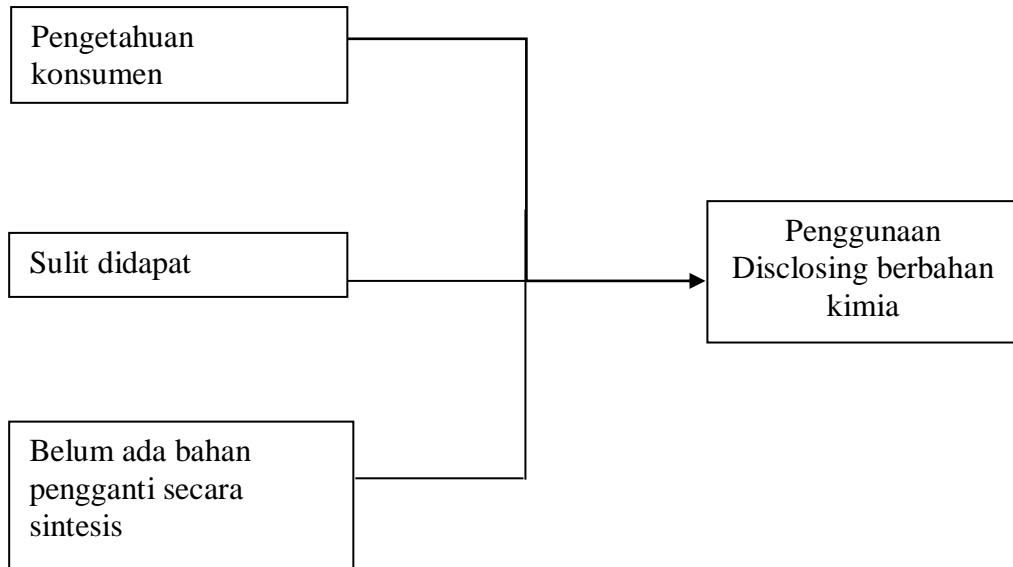 Pengetahuan
konsumen
Sulit didapat
Penggunaan
Disclosing berbahan
kimia
Belum ada bahan
pengganti secara
sintesis